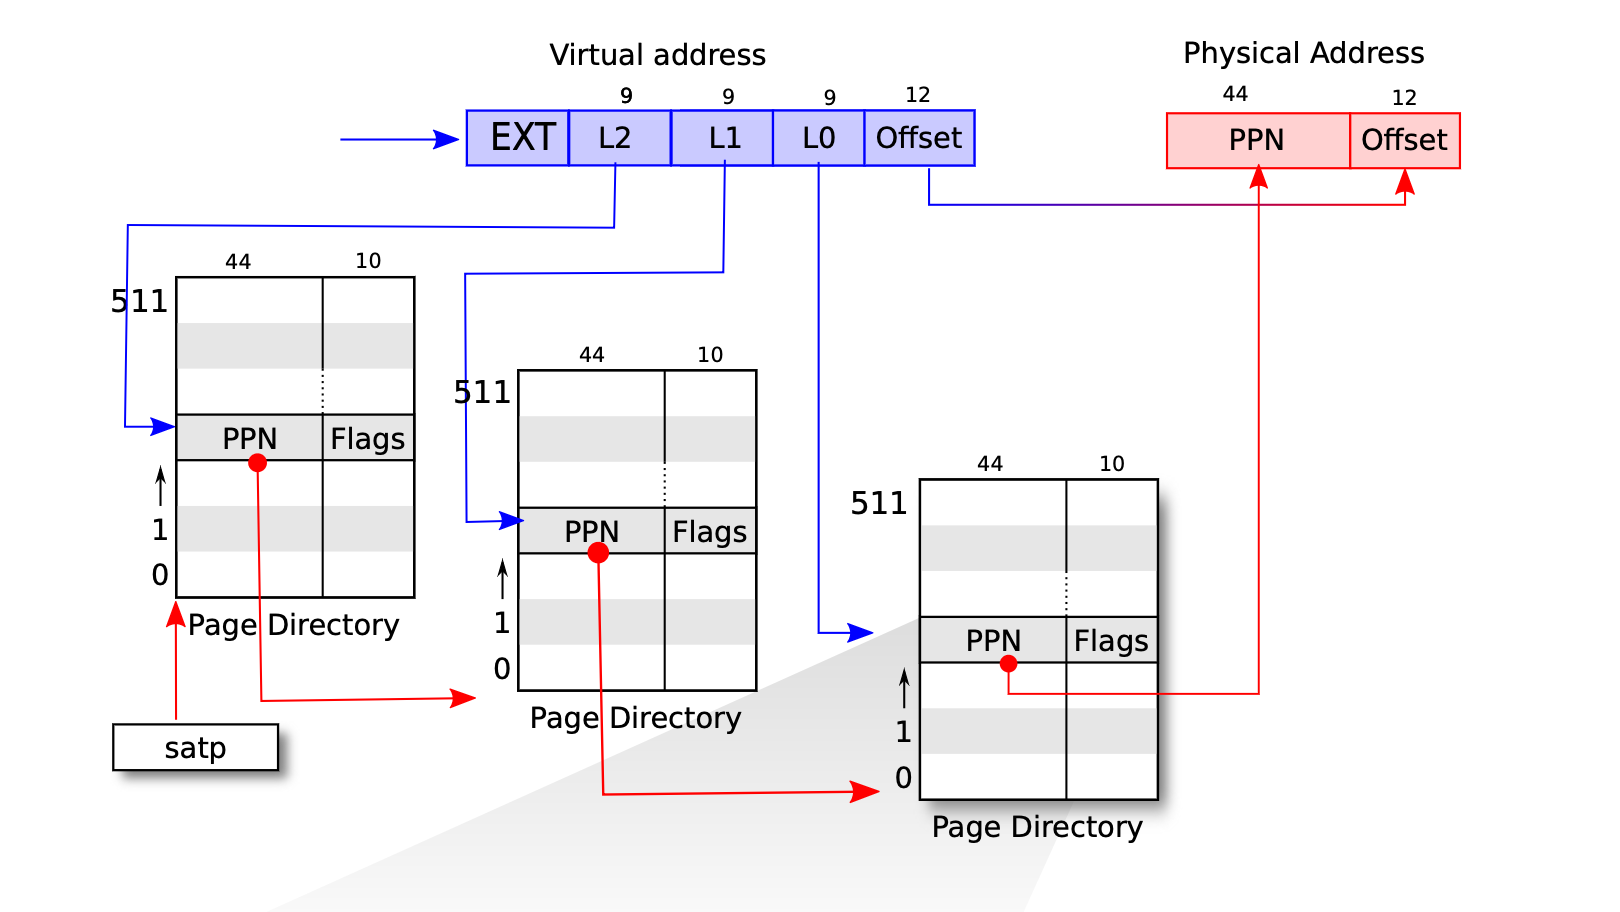 Virtual address
Physical Address
9 9 9 12
44 12
EXT L2 L1 L0 Offset
PPN Offset
44 10
511
PPN Flags
1
0
Page Directory
satp
44 10
511
PPN Flags
1
0
Page Directory
44 10
511
PPN Flags
1
0
Page Directory